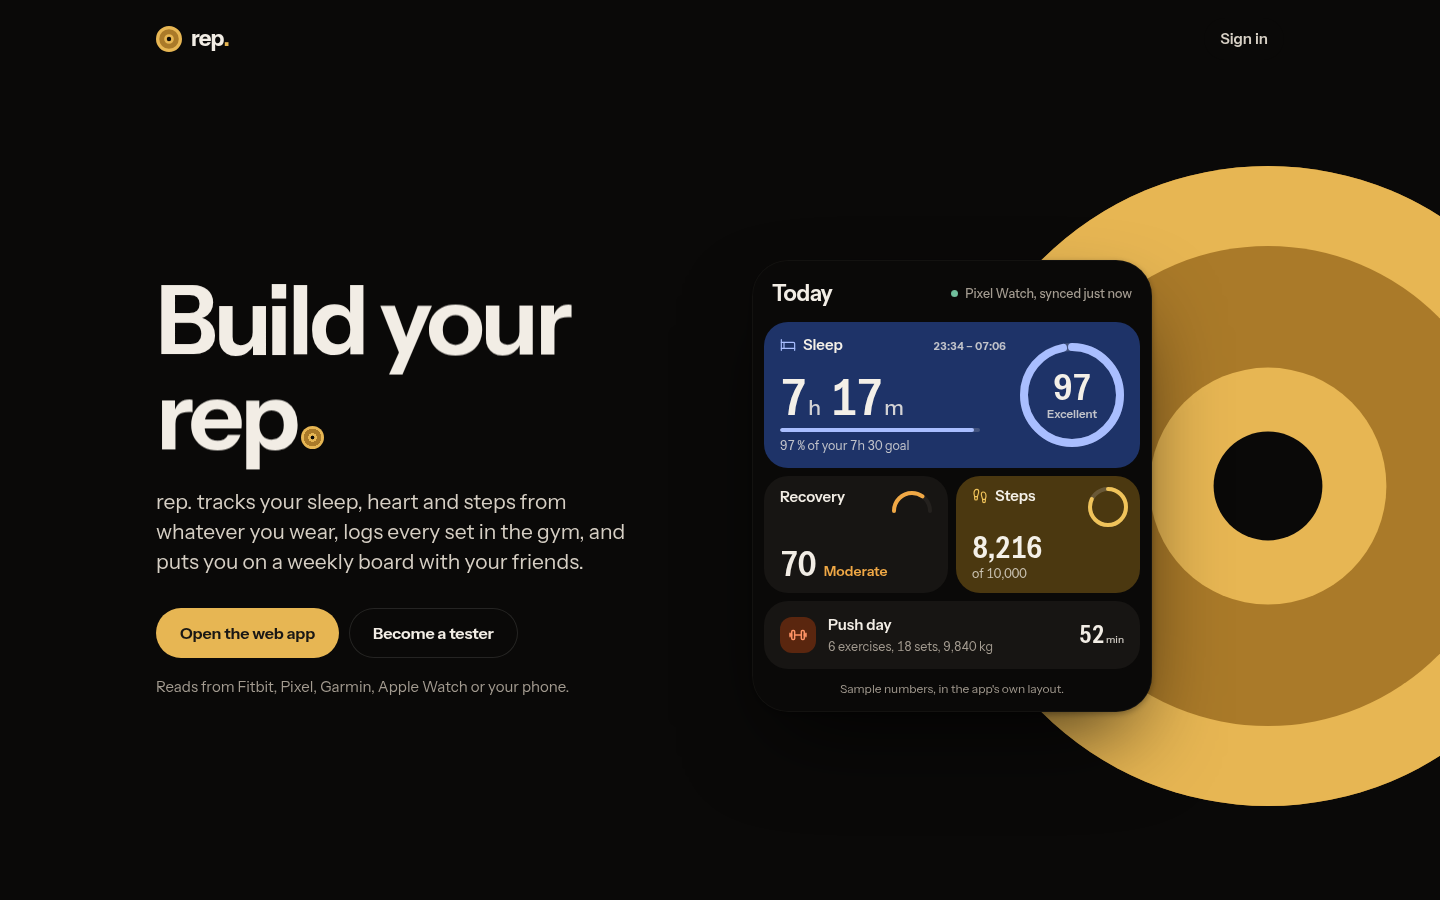 rep.
Sign in
Build your
rep.
rep. tracks your sleep, heart and steps from
whatever you wear, logs every set in the gym, and
puts you on a weekly board with your friends.
Open the web app
Become a tester
Reads from Fitbit, Pixel, Garmin, Apple Watch or your phone.
Today
Pixel Watch, synced just now
Sleep
23:34 – 07:06
7h 17m
97 % of your 7h 30 goal
97
Excellent
Recovery
70 Moderate
Steps
8,216
of 10,000
Push day
6 exercises, 18 sets, 9,840 kg
52 min
Sample numbers, in the app's own layout.